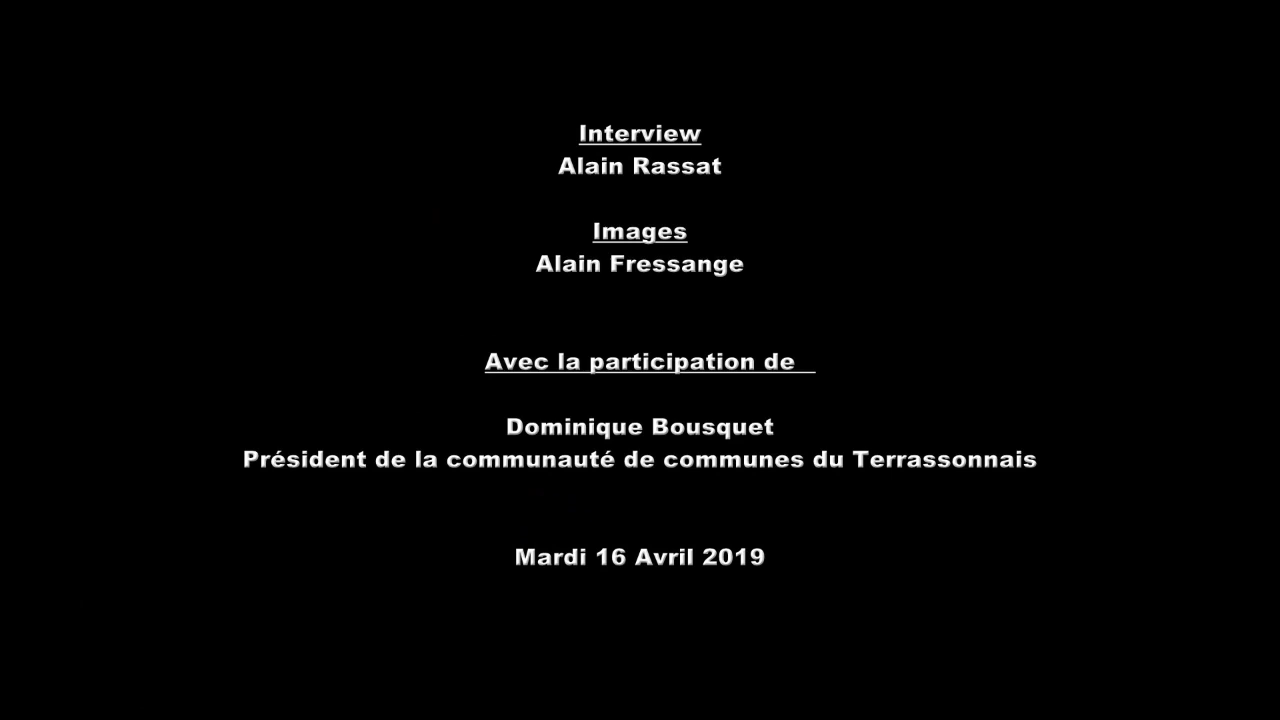 Interview
Alain Rassat
Images
Alain Fressange
Avec la participation de
Dominique Bousquet
Président de la communauté de communes du Terrassonnais
Mardi 16 Avril 2019